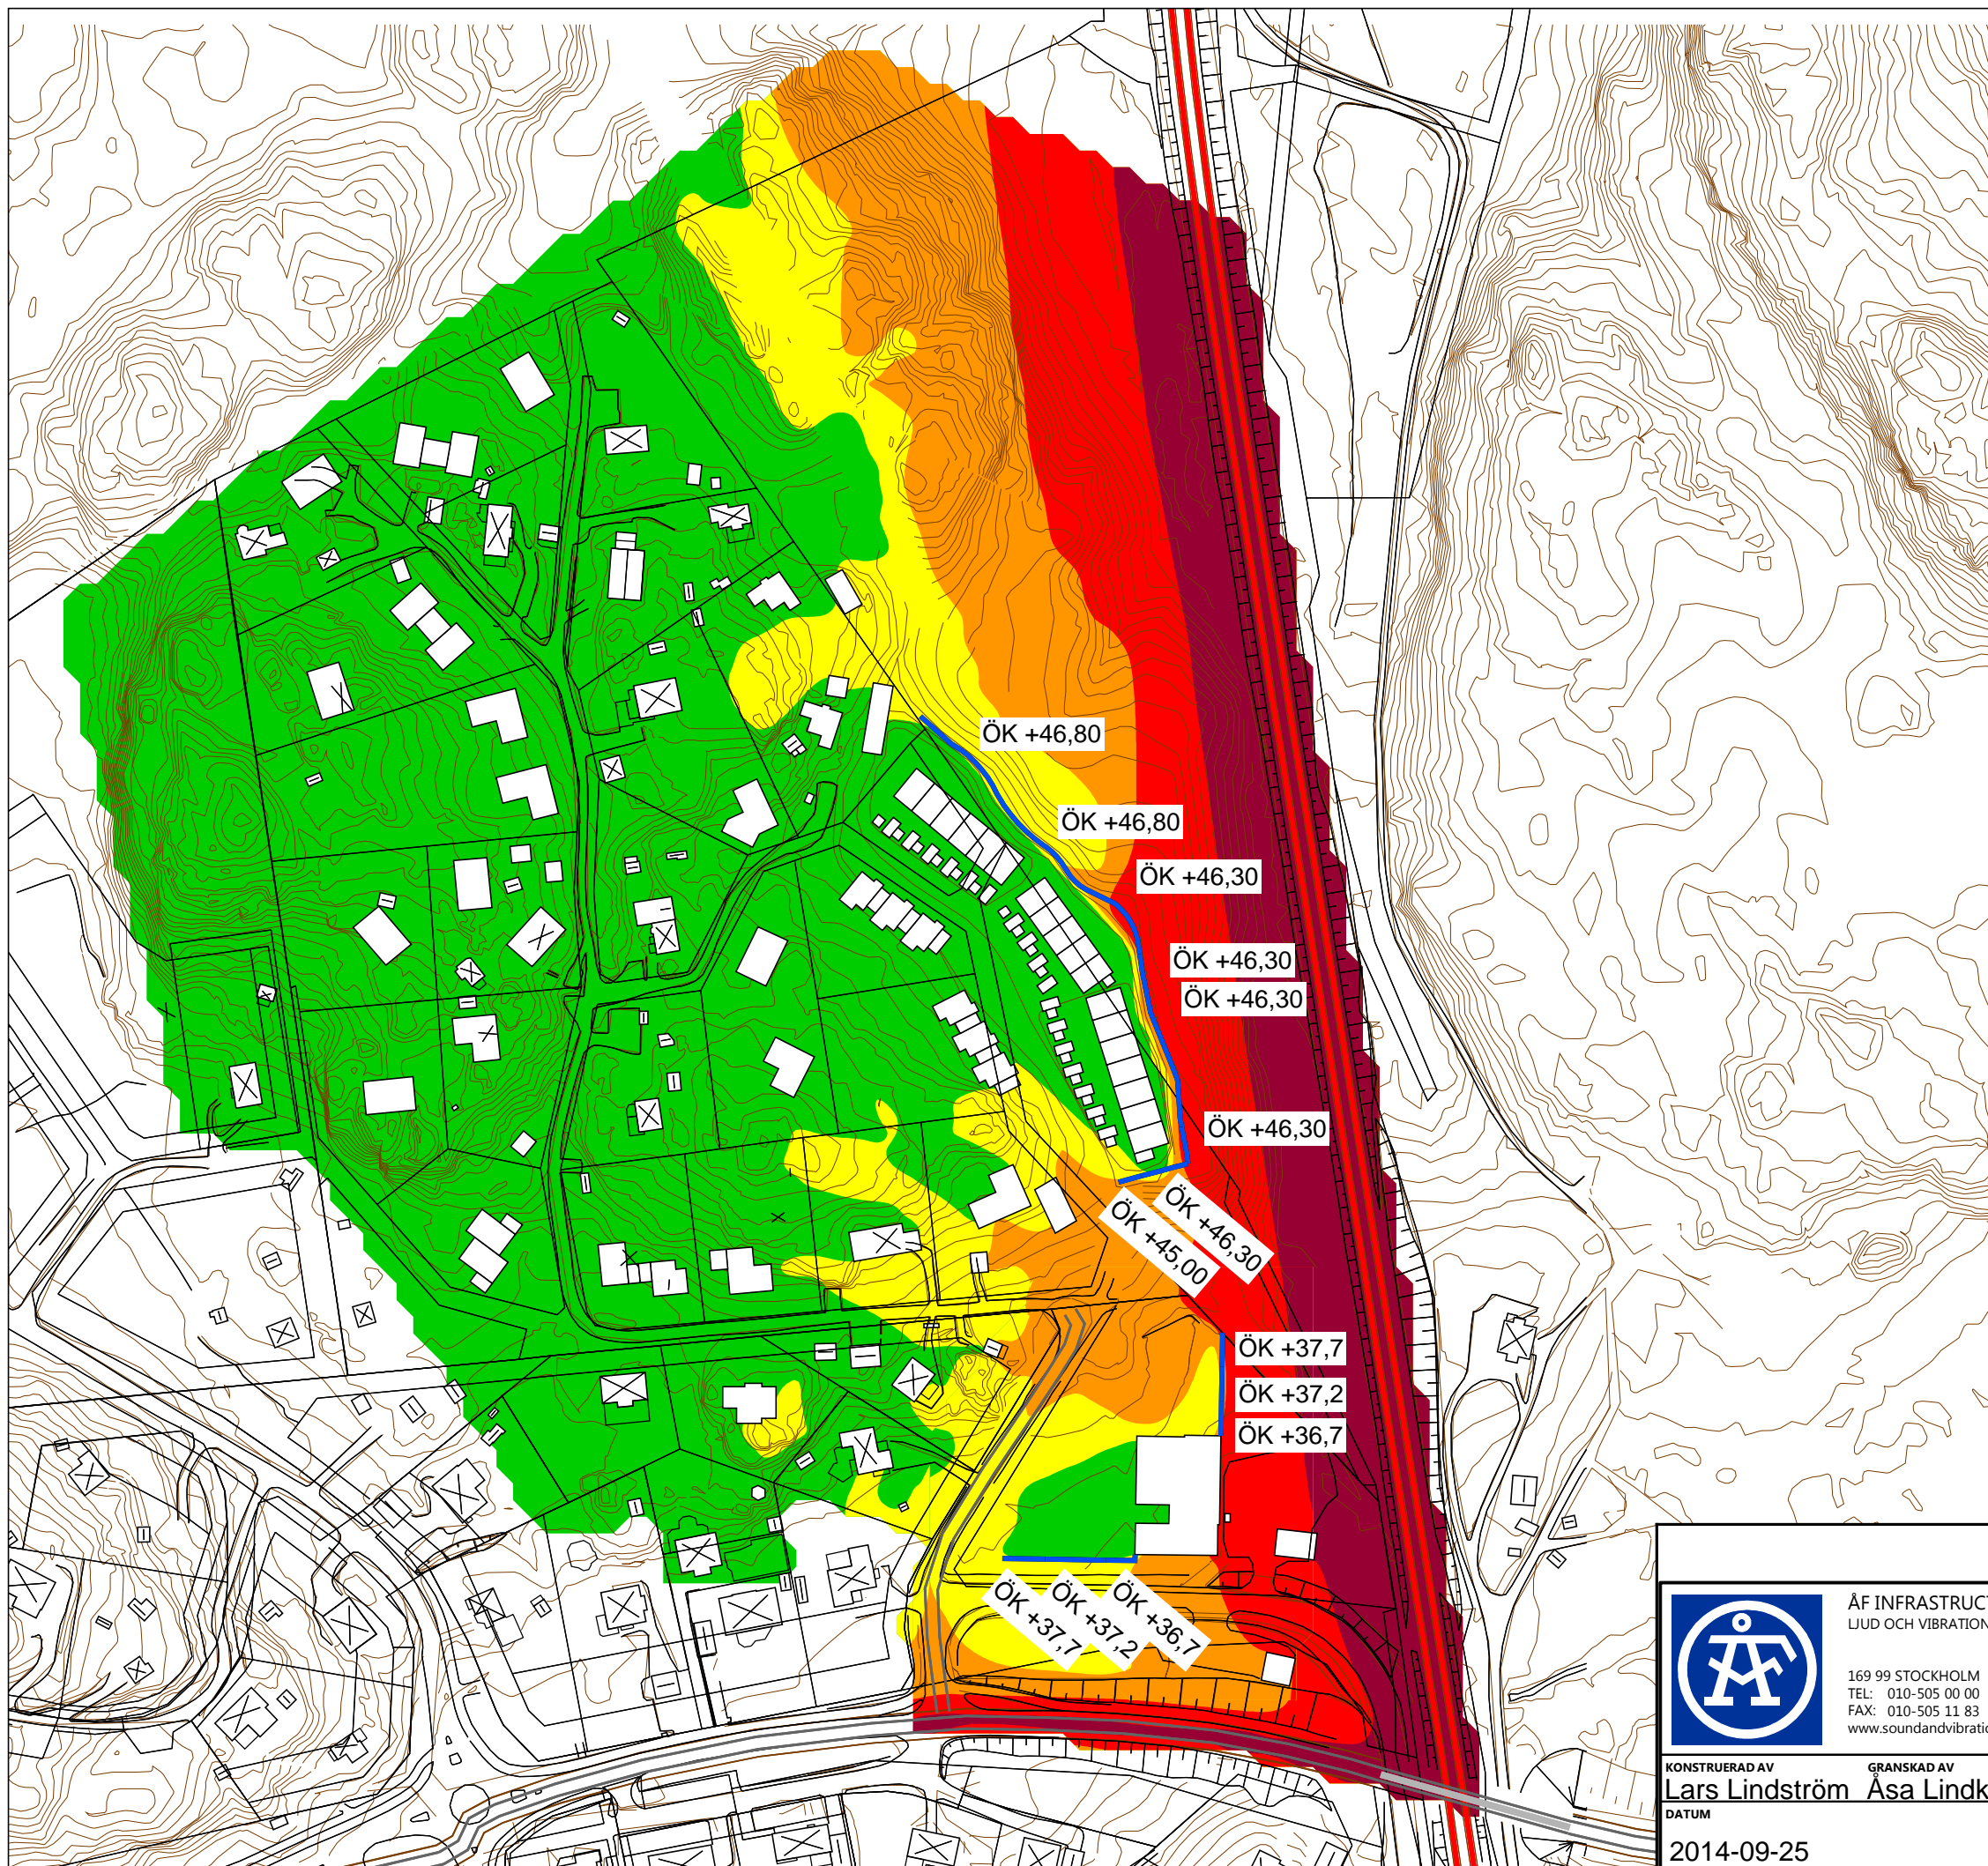 ÖK +46,80
ÖK +46,80
ÖK +46,30
ÖK +46,30
ÖK +46,30
ÖK +46,30
ÖK +46,30
ÖK +45,00
ÖK +37,7
ÖK +37,2
ÖK +36,7
ÖK +37,7
ÖK +37,2
ÖK +36,7
ÅF
ÅF INFRASTRUC
LJUD OCH VIBRATION
169 99 STOCKHOLM
TEL: 010-505 00 00
FAX: 010-505 11 83
www.soundandvibratio
KONSTRUERAD AV GRANSKAD AV
Lars Lindström Åsa Lindk
DATUM
2014-09-25